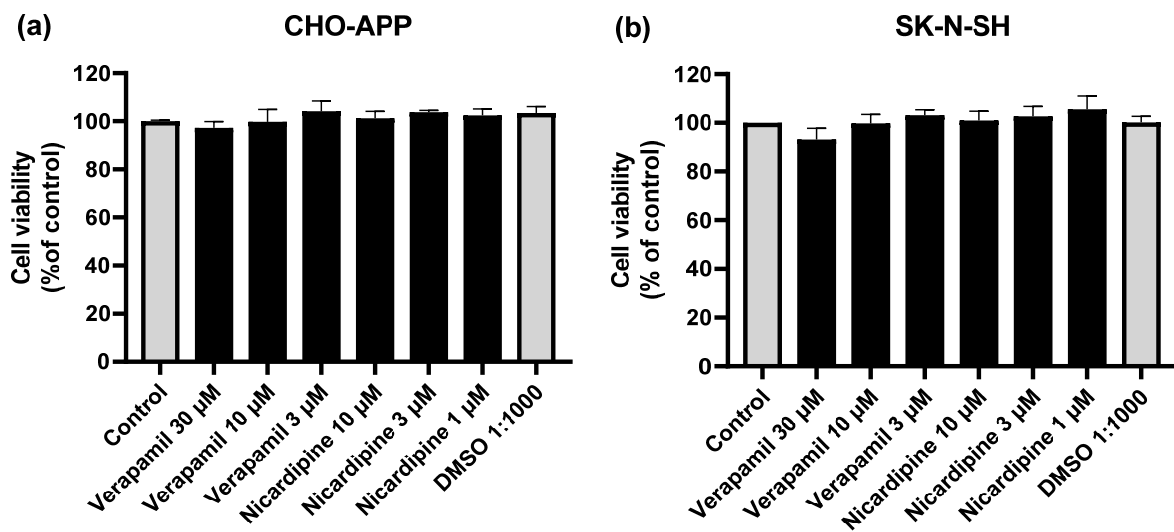 (a)
CHO-APP
Cell viability
(%of control)
120
100
80
60
40
20
0
Control
Verapamil 30 µM
Verapamil 10 µM
Verapamil 3 µM
Nicardipine 10 µM
Nicardipine 3 µM
Nicardipine 1 µM
DMSO 1:1000
(b)
SK-N-SH
Cell viability
(% of control)
120
100
80
60
40
20
0
Control
Verapamil 30 µM
Verapamil 10 µM
Verapamil 3 µM
Nicardipine 10 µM
Nicardipine 3 µM
Nicardipine 1 µM
DMSO 1:1000